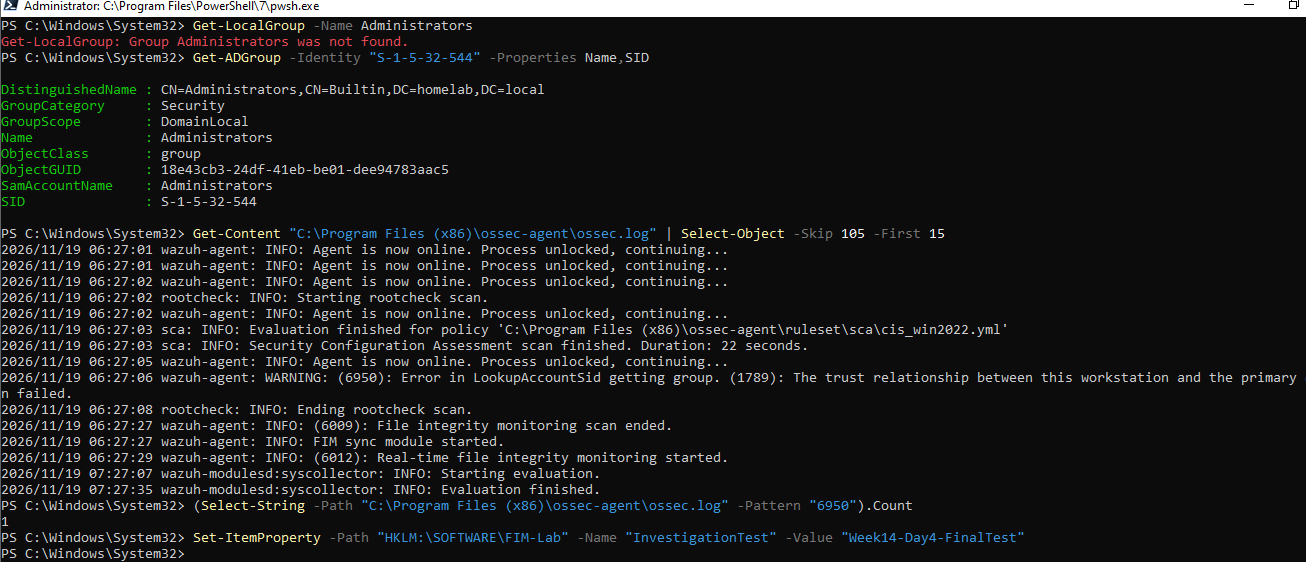 Administrator: C:\Program Files\PowerShell\7\pwsh.exe
PS C:\Windows\System32> Get-LocalGroup -Name Administrators
Get-LocalGroup: Group Administrators was not found.
PS C:\Windows\System32> Get-ADGroup -Identity "S-1-5-32-544" -Properties Name,SID
DistinguishedName : CN=Administrators,CN=Builtin,DC=homelab,DC=local
GroupCategory     : Security
GroupScope        : DomainLocal
Name              : Administrators
ObjectClass       : group
ObjectGUID        : 18e43cb3-24df-41eb-be01-dee94783aac5
SamAccountName    : Administrators
SID               : S-1-5-32-544
PS C:\Windows\System32> Get-Content "C:\Program Files (x86)\ossec-agent\ossec.log" | Select-Object -Skip 105 -First 15
2026/11/19 06:27:01 wazuh-agent: INFO: Agent is now online. Process unlocked, continuing...
2026/11/19 06:27:01 wazuh-agent: INFO: Agent is now online. Process unlocked, continuing...
2026/11/19 06:27:02 wazuh-agent: INFO: Agent is now online. Process unlocked, continuing...
2026/11/19 06:27:02 rootcheck: INFO: Starting rootcheck scan.
2026/11/19 06:27:02 wazuh-agent: INFO: Agent is now online. Process unlocked, continuing...
2026/11/19 06:27:03 sca: INFO: Evaluation finished for policy 'C:\Program Files (x86)\ossec-agent\ruleset\sca\cis_win2022.yml'
2026/11/19 06:27:03 sca: INFO: Security Configuration Assessment scan finished. Duration: 22 seconds.
2026/11/19 06:27:05 wazuh-agent: INFO: Agent is now online. Process unlocked, continuing...
2026/11/19 06:27:06 wazuh-agent: WARNING: (6950): Error in LookupAccountSid getting group. (1789): The trust relationship between this workstation and the primary
n failed.
2026/11/19 06:27:08 rootcheck: INFO: Ending rootcheck scan.
2026/11/19 06:27:27 wazuh-agent: INFO: (6009): File integrity monitoring scan ended.
2026/11/19 06:27:27 wazuh-agent: INFO: FIM sync module started.
2026/11/19 06:27:29 wazuh-agent: INFO: (6012): Real-time file integrity monitoring started.
2026/11/19 07:27:07 wazuh-modulesd:syscollector: INFO: Starting evaluation.
2026/11/19 07:27:35 wazuh-modulesd:syscollector: INFO: Evaluation finished.
PS C:\Windows\System32> (Select-String -Path "C:\Program Files (x86)\ossec-agent\ossec.log" -Pattern "6950").Count
1
PS C:\Windows\System32> Set-ItemProperty -Path "HKLM:\SOFTWARE\FIM-Lab" -Name "InvestigationTest" -Value "Week14-Day4-FinalTest"
PS C:\Windows\System32>